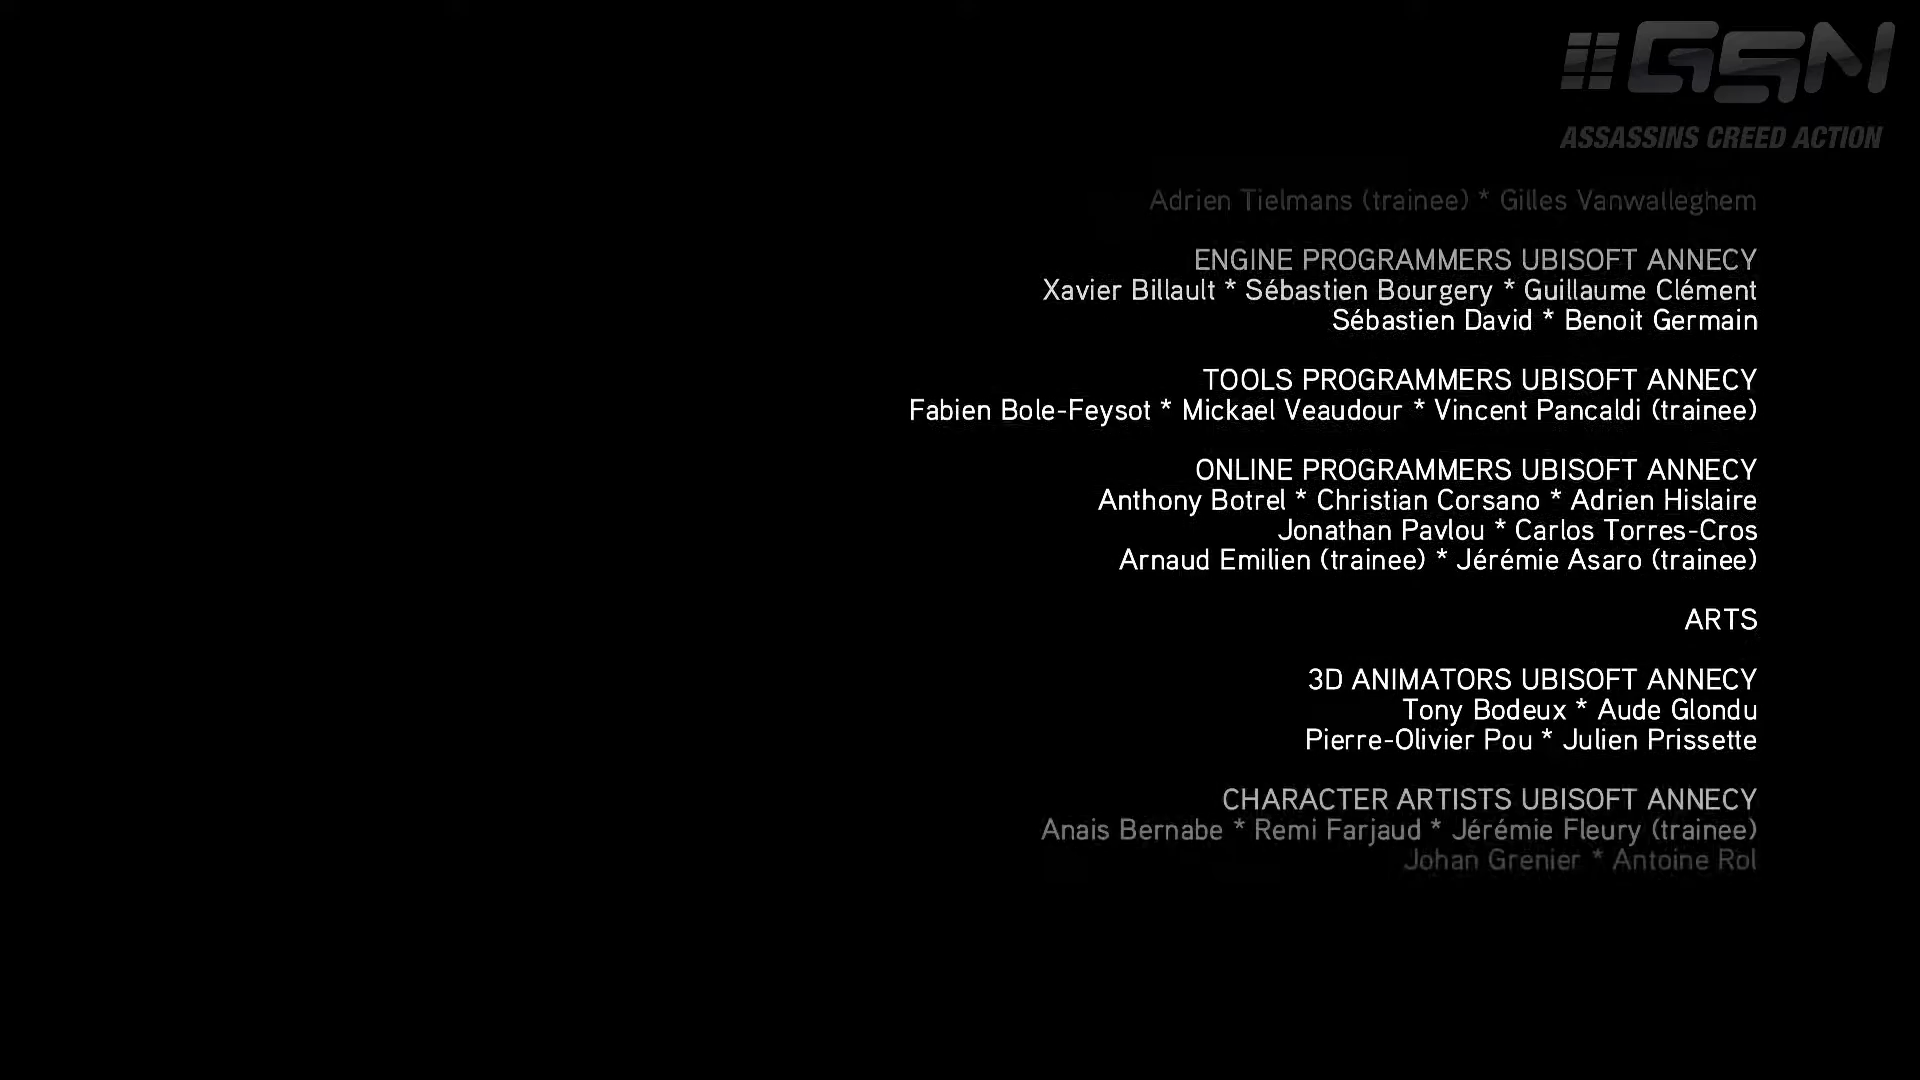 GSN
ASSASSINS CREED ACTION
Adrien Tielmans (trainee) * Gilles Vanwalleghem
ENGINE PROGRAMMERS UBISOFT ANNECY
Xavier Billault * Sébastien Bourgery * Guillaume Clément
Sébastien David * Benoit Germain
TOOLS PROGRAMMERS UBISOFT ANNECY
Fabien Bole-Feysot * Mickael Veaudour * Vincent Pancaldi (trainee)
ONLINE PROGRAMMERS UBISOFT ANNECY
Anthony Botrel * Christian Corsano * Adrien Hislaire
Jonathan Pavlou * Carlos Torres-Cros
Arnaud Emilien (trainee) * Jérémie Asaro (trainee)
ARTS
3D ANIMATORS UBISOFT ANNECY
Tony Bodeux * Aude Glondu
Pierre-Olivier Pou * Julien Prissette
CHARACTER ARTISTS UBISOFT ANNECY
Anais Bernabe * Remi Farjaud * Jérémie Fleury (trainee)
Johan Grenier * Antoine Rol